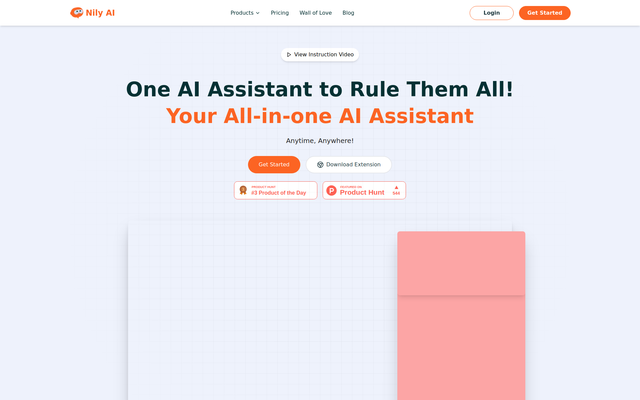 Nily AI
Products
Pricing
Wall of Love
Blog
Login
Get Started
View Instruction Video
One AI Assistant to Rule Them All!
Your All-in-one AI Assistant
Anytime, Anywhere!
Get Started
Download Extension
PRODUCT HUNT
#3 Product of the Day
FEATURED ON
Product Hunt
544